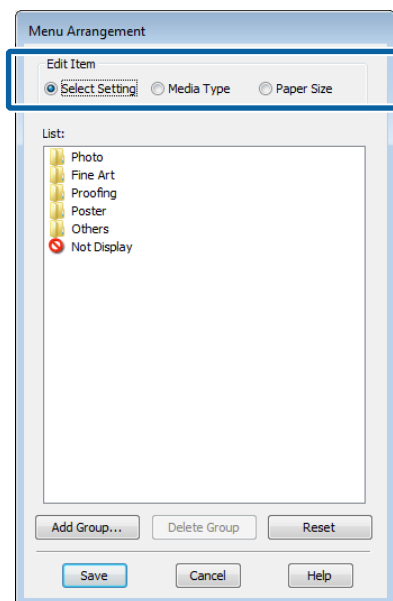 Menu Arrangement
Edit Item
Select Setting Media Type Paper Size
List:
Photo
Fine Art
Proofing
Poster
Others
Not Display
Add Group... Delete Group Reset
Save Cancel Help